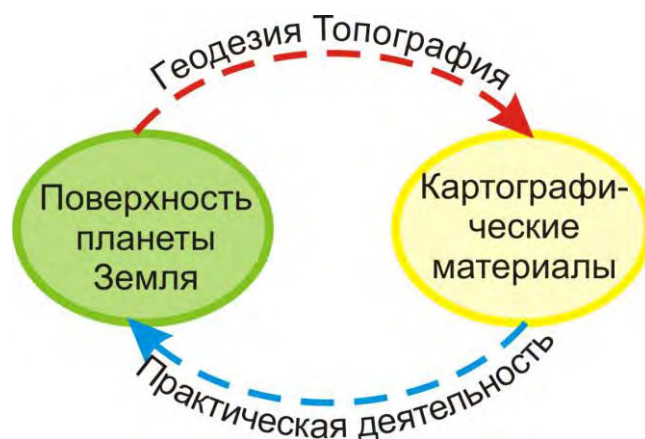 Геодезия Топография
Поверхность
планеты
Земля
Картографи-
ческие
материалы
Практическая деятельность